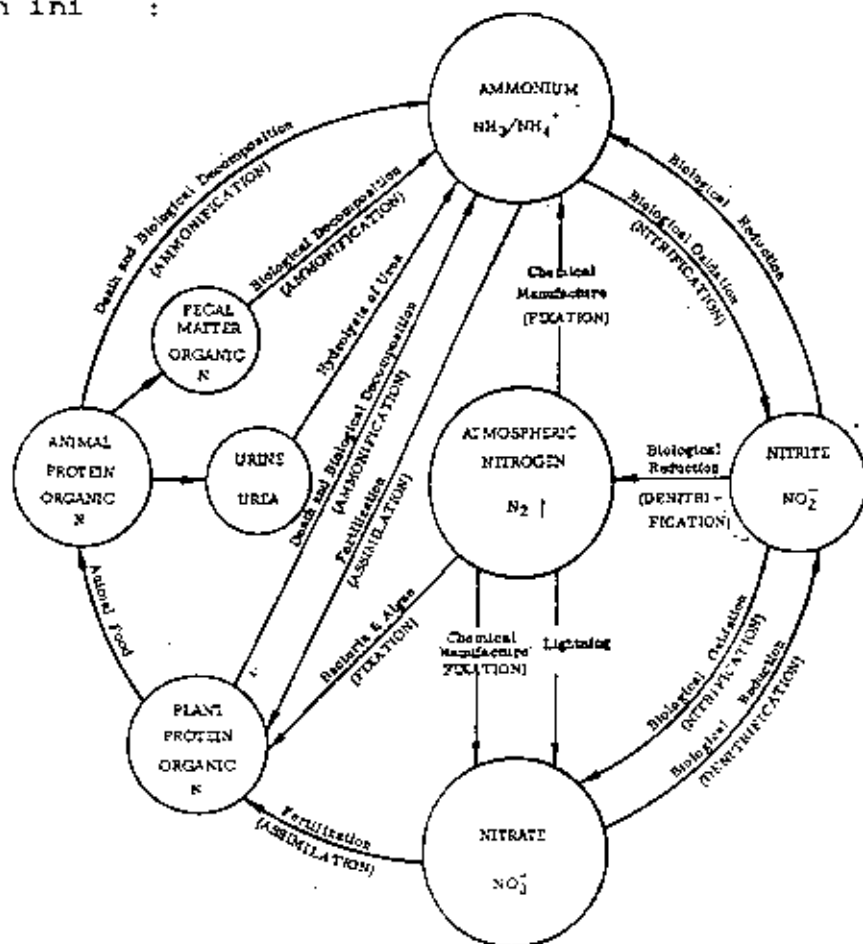 ini :
AMMONIUM
NH3/NH4+
Death and Biological Decomposition
(AMMONIFICATION)
Biological Decomposition
(AMMONIFICATION)
Biological Reduction
Biological Oxidation
(NITRIFICATION)
Chemical
Manufacture
(FIXATION)
Hydrolysis of Urea
FECAL
MATTER
ORGANIC
N
Death and Biological Decomposition
(AMMONIFICATION)
Fertilization
(ASSIMILATION)
ANIMAL
PROTEIN
ORGANIC
N
URINE
UREA
ATMOSPHERIC
NITROGEN
N2 ↑
Biological
Reduction
(DENITRI -
FICATION)
NITRITE
NO2-
Animal Food
Bacteria & Algae
(FIXATION)
Chemical
Manufacture
FIXATION)
Lightning
Biological Oxidation
(NITRIFICATION)
Biological Reduction
(DENITRIFICATION)
PLANT
PROTEIN
ORGANIC
N
Fertilization
(ASSIMILATION)
NITRATE
NO3-